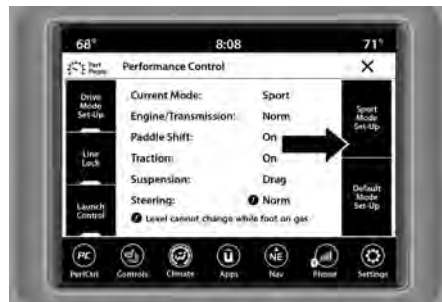 68° 8:08 71°
Perf Pages Performance Control X
Drive Mode Set-Up
Line Lock
Launch Control
Current Mode: Sport
Engine/Transmission: Norm
Paddle Shift: On
Traction: On
Suspension: Drag
Steering: Norm
Level cannot change while foot on gas
Sport Mode Set-Up
Default Mode Set-Up
PC ū NE
PerfCtrl Controls Climate Apps Nav Phone Settings